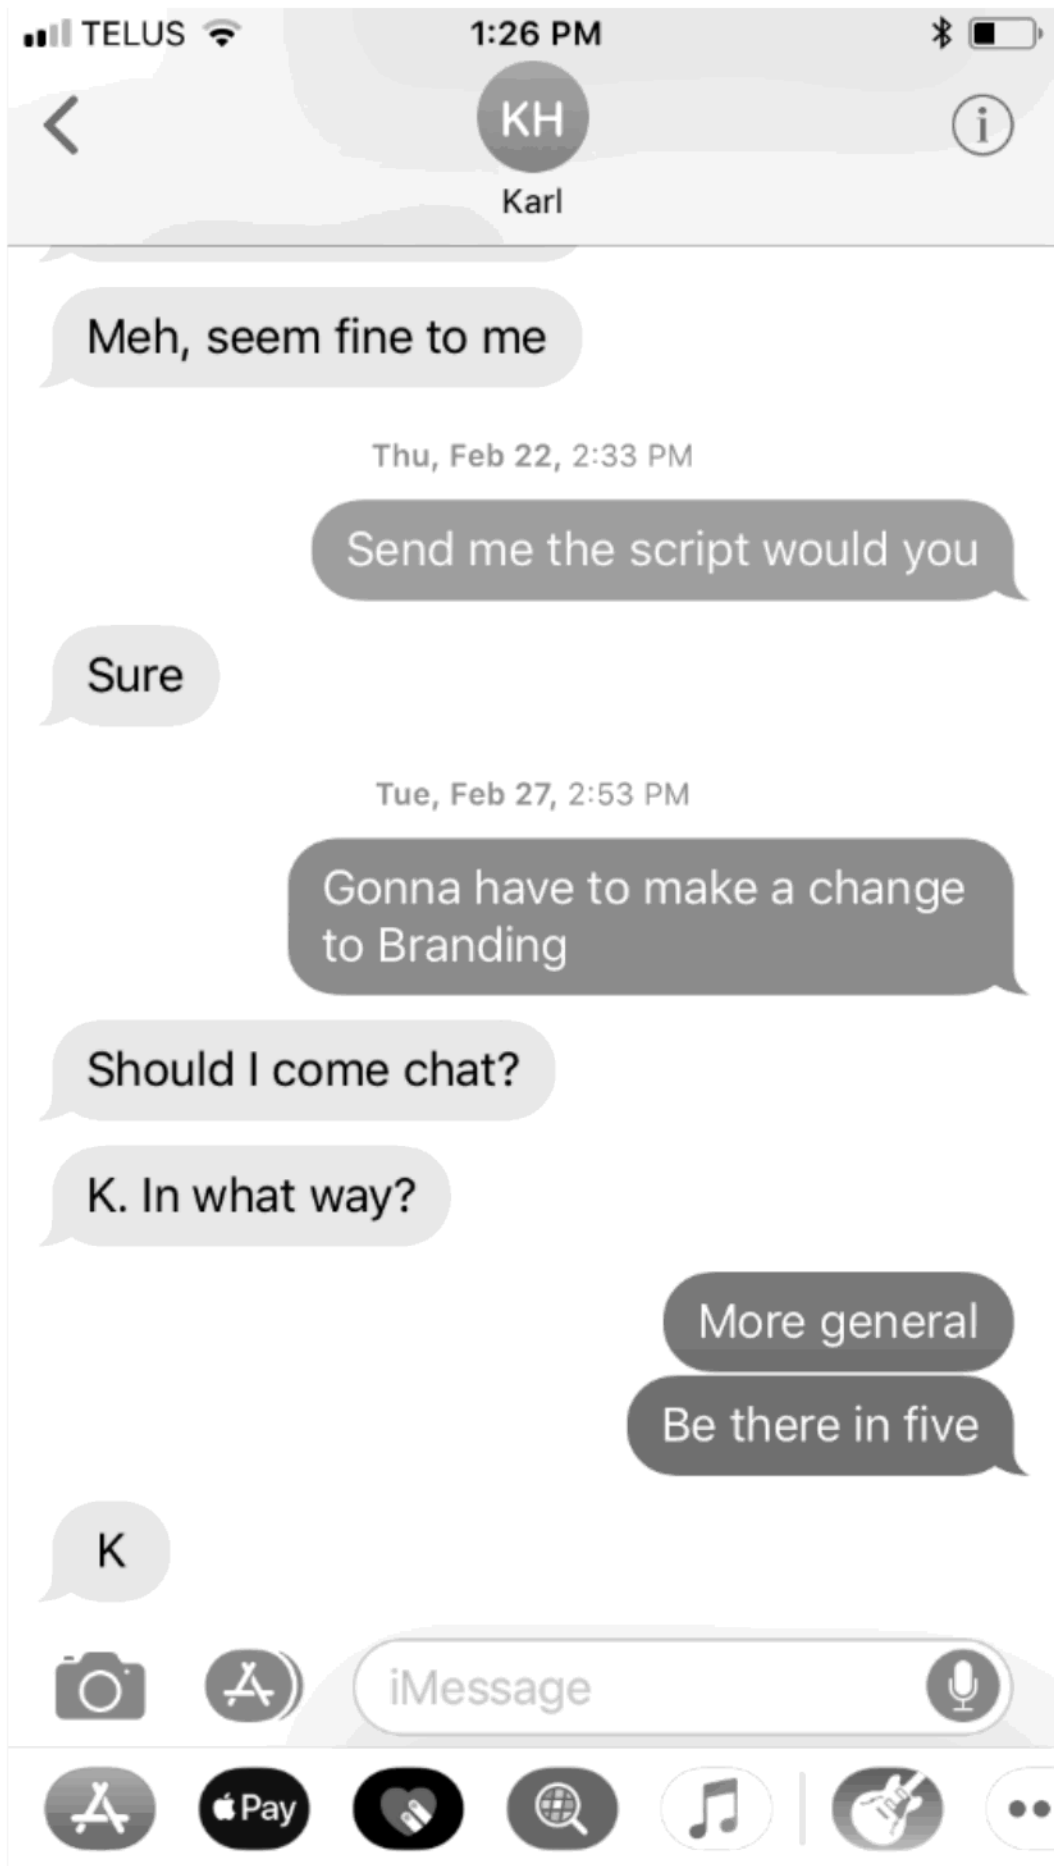 TELUS 1:26 PM
KH
Karl
Meh, seem fine to me
Thu, Feb 22, 2:33 PM
Send me the script would you
Sure
Tue, Feb 27, 2:53 PM
Gonna have to make a change
to Branding
Should I come chat?
K. In what way?
More general
Be there in five
K
iMessage
Pay